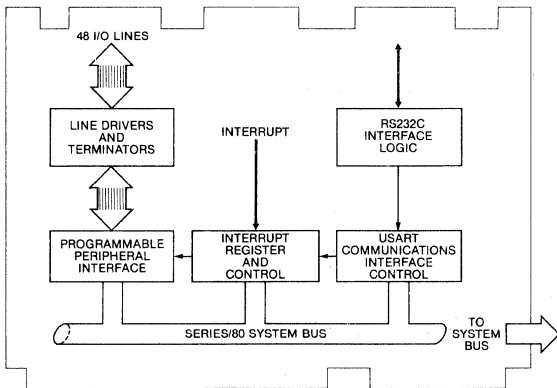 48 I/O LINES
LINE DRIVERS
AND
TERMINATORS
INTERRUPT
RS232C
INTERFACE
LOGIC
PROGRAMMABLE
PERIPHERAL
INTERFACE
INTERRUPT
REGISTER
AND
CONTROL
USART
COMMUNICATIONS
INTERFACE
CONTROL
SERIES/80 SYSTEM BUS
TO
SYSTEM
BUS